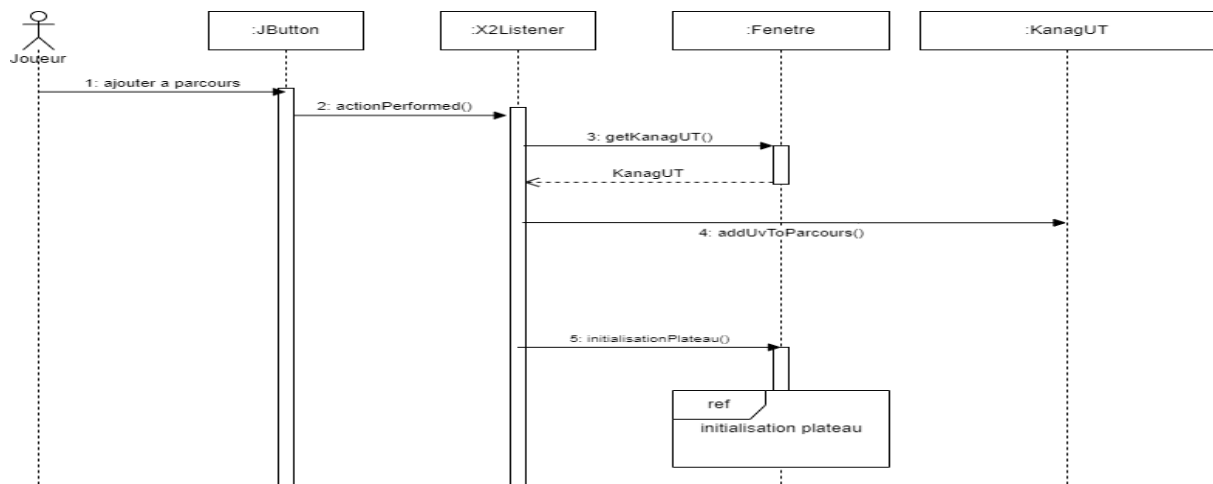 :JButton
:X2Listener
:Fenetre
:KanagUT
Joueur
1: ajouter a parcours
2: actionPerformed()
3: getKanagUT()
KanagUT
4: addUvToParcours()
5: initialisationPlateau()
ref
initialisation plateau